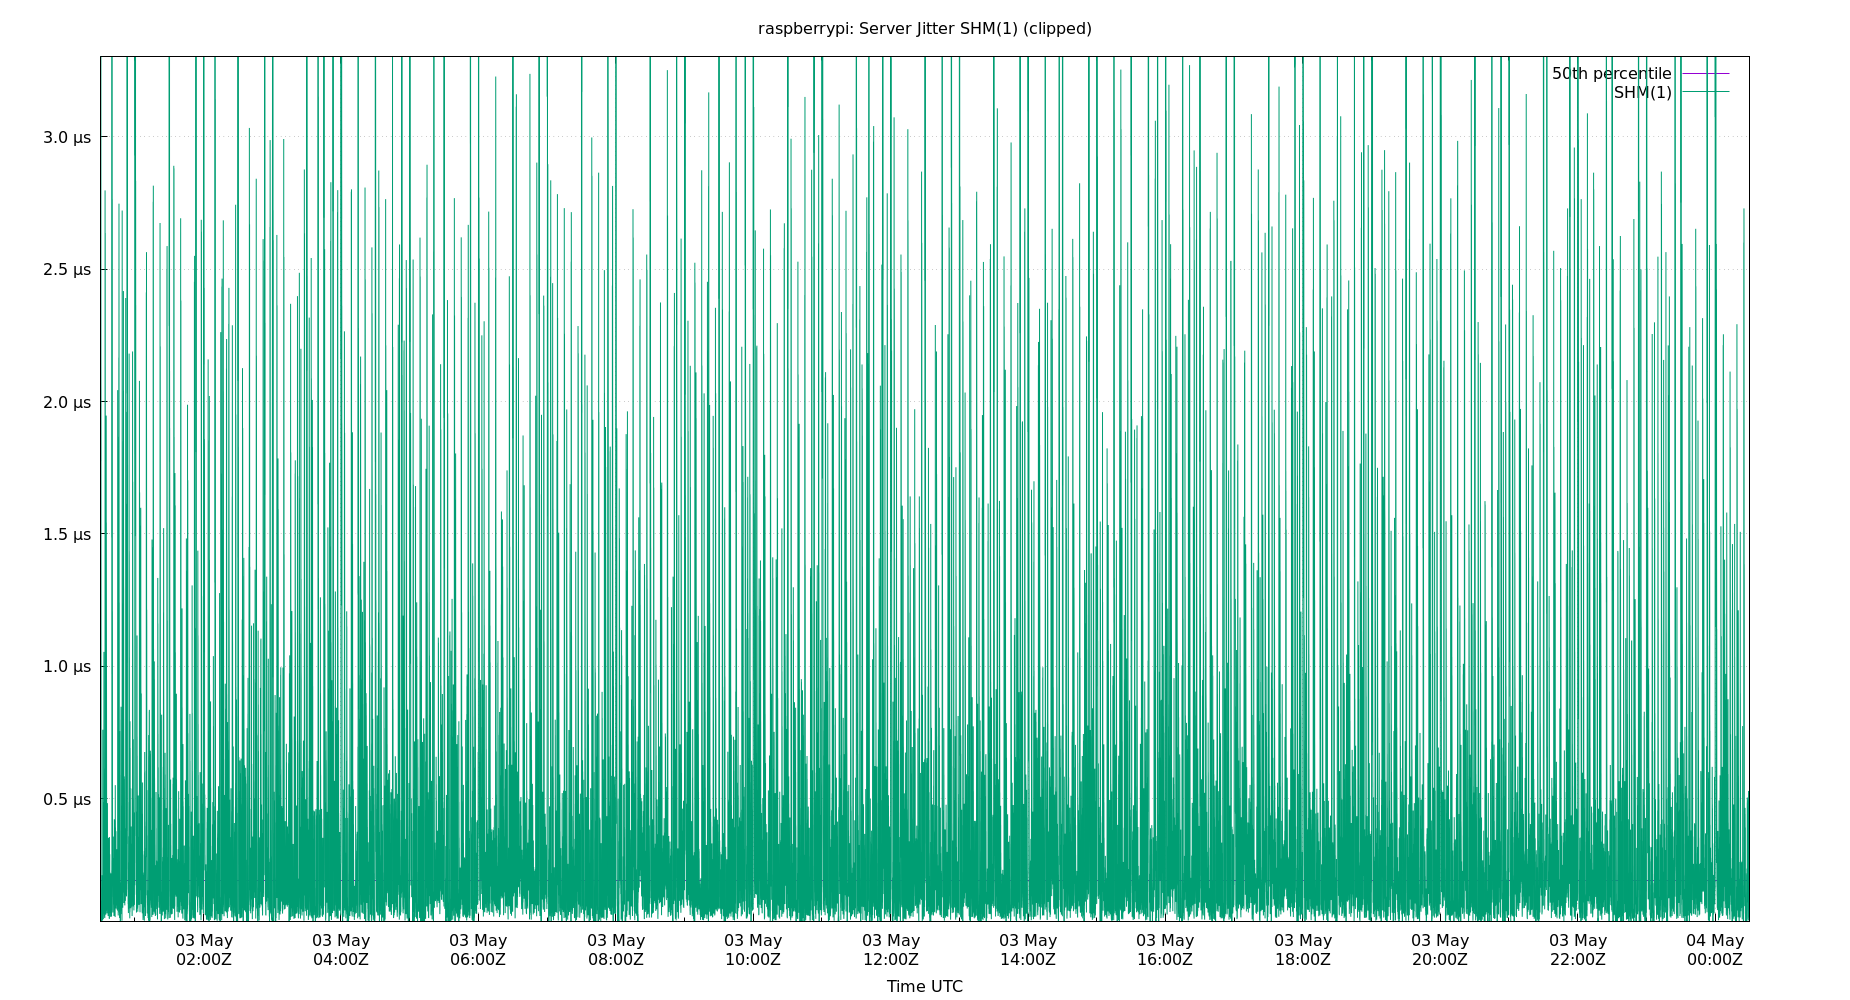 raspberrypi: Server Jitter SHM(1) (clipped)
50th percentile
SHM(1)
3.0 µs
2.5 µs
2.0 µs
1.5 µs
1.0 µs
0.5 µs
03 May 03 May 03 May 03 May 03 May 03 May 03 May 03 May 03 May 03 May 03 May 04 May
02:00Z 04:00Z 06:00Z 08:00Z 10:00Z 12:00Z 14:00Z 16:00Z 18:00Z 20:00Z 22:00Z 00:00Z
Time UTC